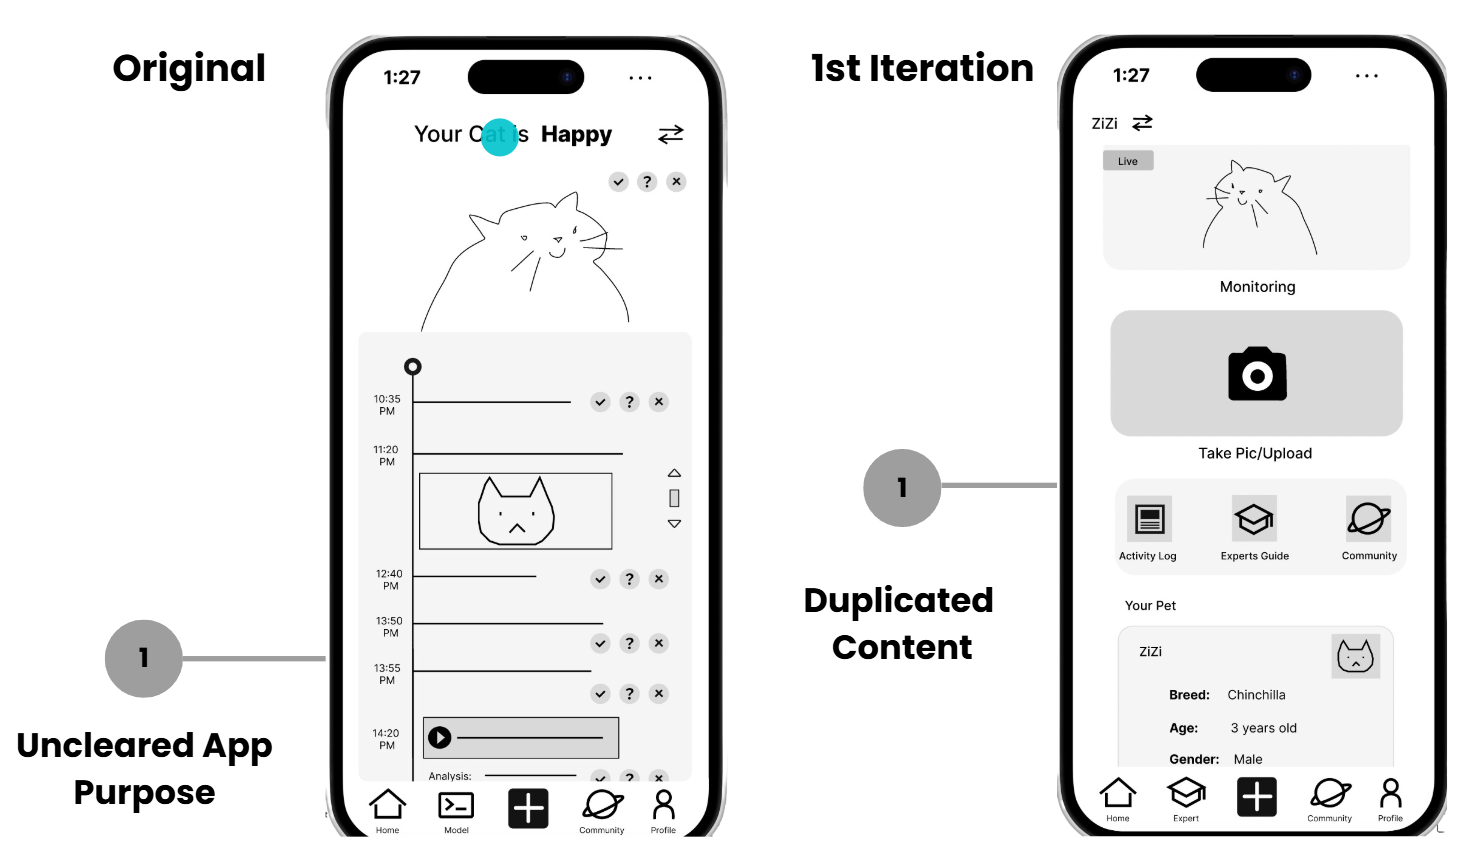 Original
1:27
Your Cat is Happy
?
10:35
PM
?
11:20
PM
12:40
PM
?
13:50
PM
?
13:55
PM
?
14:20
PM
Analysis:
?
Home
Model
Community
Profile
1
Uncleared App
Purpose
1st Iteration
1:27
ZiZi
Live
Monitoring
Take Pic/Upload
Activity Log
Experts Guide
Community
Your Pet
ZiZi
Breed: Chinchilla
Age: 3 years old
Gender: Male
Home
Expert
Community
Profile
1
Duplicated
Content